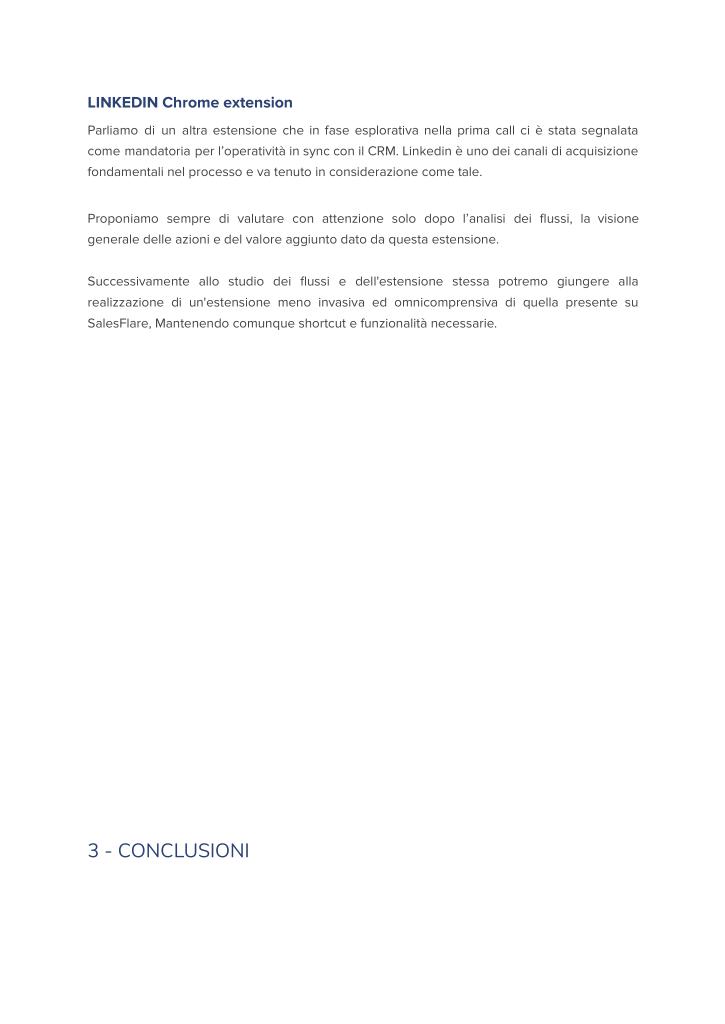 LINKEDIN Chrome extension
Parliamo di un altra estensione che in fase esplorativa nella prima call ci è stata segnalata
come mandatoria per l’operatività in sync con il CRM. Linkedin è uno dei canali di acquisizione
fondamentali nel processo e va tenuto in considerazione come tale.
Proponiamo sempre di valutare con attenzione solo dopo l’analisi dei flussi, la visione
generale delle azioni e del valore aggiunto dato da questa estensione.
Successivamente allo studio dei flussi e dell'estensione stessa potremo giungere alla
realizzazione di un'estensione meno invasiva ed omnicomprensiva di quella presente su
SalesFlare, Mantenendo comunque shortcut e funzionalità necessarie.
3 - CONCLUSIONI